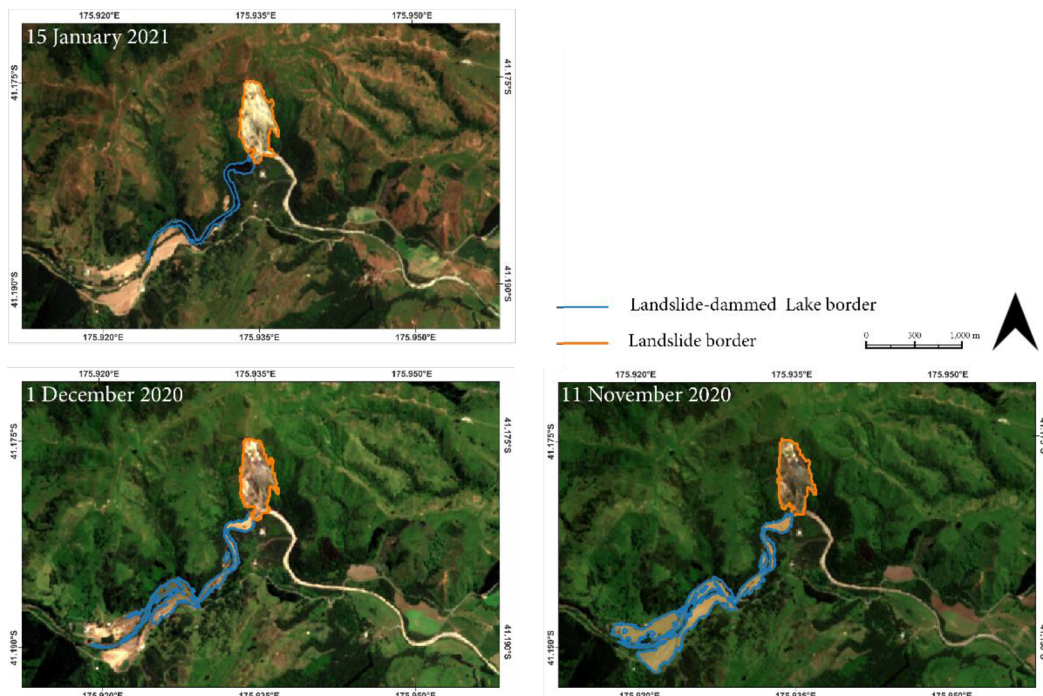 175.920°E 175.935°E 175.950°E
15 January 2021
41.175°S 41.175°S
41.190°S 41.190°S
175.920°E 175.935°E 175.950°E
Landslide-dammed Lake border
Landslide border
0 500 1,000 m
175.920°E 175.935°E 175.950°E
1 December 2020
41.175°S 41.175°S
41.190°S 41.190°S
175.920°E 175.935°E 175.950°E
175.920°E 175.935°E 175.950°E
11 November 2020
41.175°S
41.190°S
175.920°E 175.935°E 175.950°E